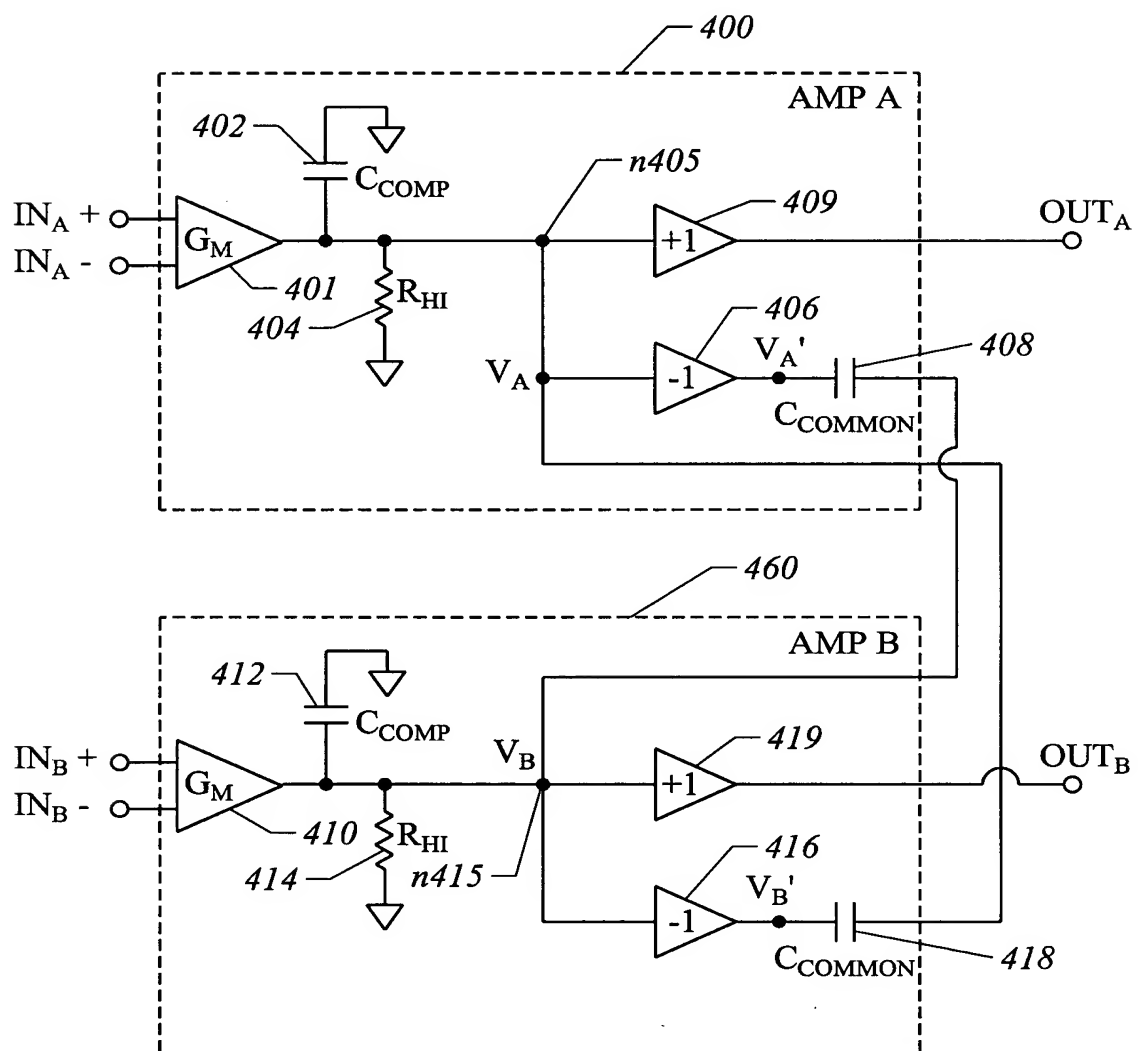 400
AMP A
402
C_COMP
n405
409
IN_A +
OUT_A
G_M
+1
IN_A -
401
R_HI
404
406
V_A'
408
V_A
-1
C_COMMON
460
AMP B
412
C_COMP
419
IN_B +
V_B
OUT_B
G_M
+1
IN_B -
410
R_HI
414
n415
416
V_B'
-1
C_COMMON
418